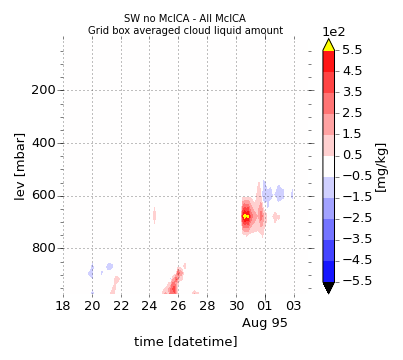 SW no McICA - All McICA
Grid box averaged cloud liquid amount
1e2
5.5
4.5
3.5
2.5
1.5
0.5
−0.5
−1.5
−2.5
−3.5
−4.5
−5.5
[mg/kg]
lev [mb]
200
400
600
800
18 20 22 24 26 28 30 01 03
Aug 95
time [datetime]